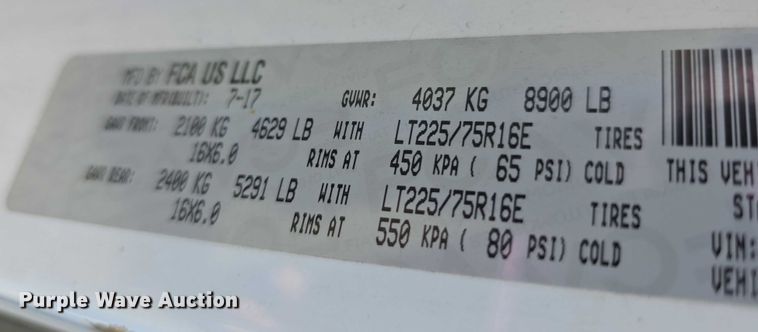 MFD BY FCA US LLC
DATE OF MFR(BUILT): 7-17 GVWR: 4037 KG 8900 LB
GAWR FRONT: 2100 KG 4629 LB WITH LT225/75R16E TIRES
16X6.0 RIMS AT 450 KPA ( 65 PSI) COLD THIS VEH
GAWR REAR: 2400 KG 5291 LB WITH LT225/75R16E TIRES ST
16X6.0 RIMS AT 550 KPA ( 80 PSI) COLD VIN:
VEHI
Purple Wave Auction